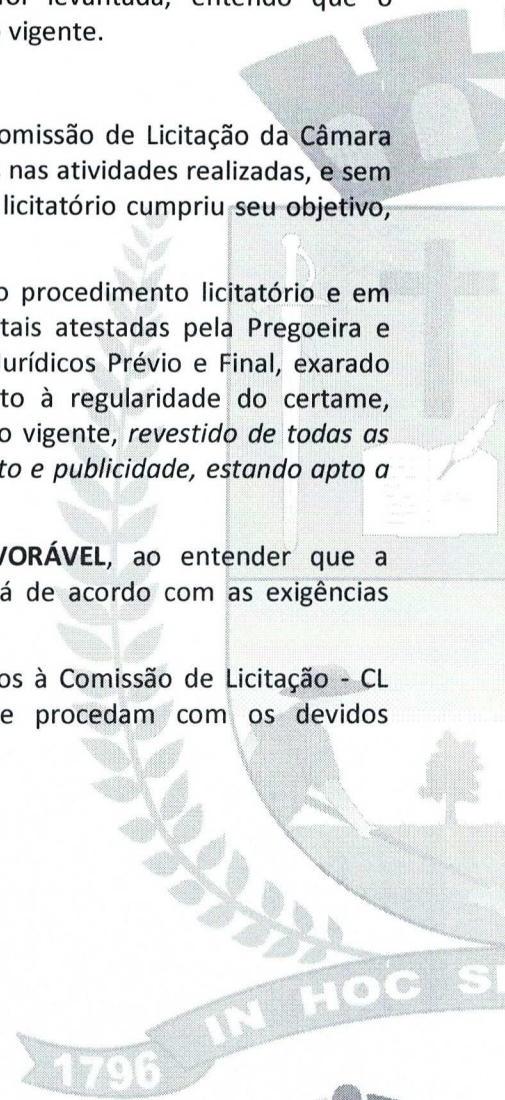 levantada, entendo que o
vigente.
omissão de Licitação da Câmara
nas atividades realizadas, e sem
licitatório cumpriu seu objetivo,
o procedimento licitatório e em
tais atestadas pela Pregoeira e
Jurídicos Prévio e Final, exarado
to à regularidade do certame,
o vigente, revestido de todas as
to e publicidade, estando apto a
VORÁVEL, ao entender que a
á de acordo com as exigências
os à Comissão de Licitação - CL
e procedam com os devidos
IN HOC SI
1796